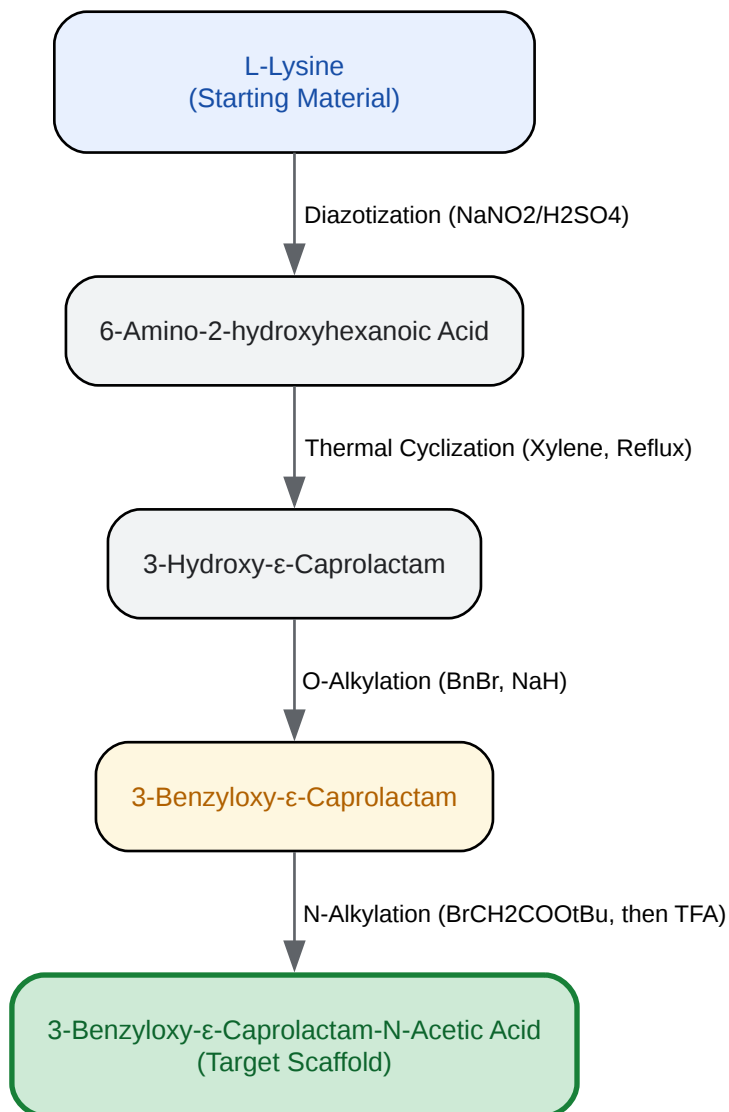 L-Lysine
(Starting Material)
Diazotization (NaNO2/H2SO4)
6-Amino-2-hydroxyhexanoic Acid
Thermal Cyclization (Xylene, Reflux)
3-Hydroxy-ε-Caprolactam
O-Alkylation (BnBr, NaH)
3-Benzyloxy-ε-Caprolactam
N-Alkylation (BrCH2COOtBu, then TFA)
3-Benzyloxy-ε-Caprolactam-N-Acetic Acid
(Target Scaffold)